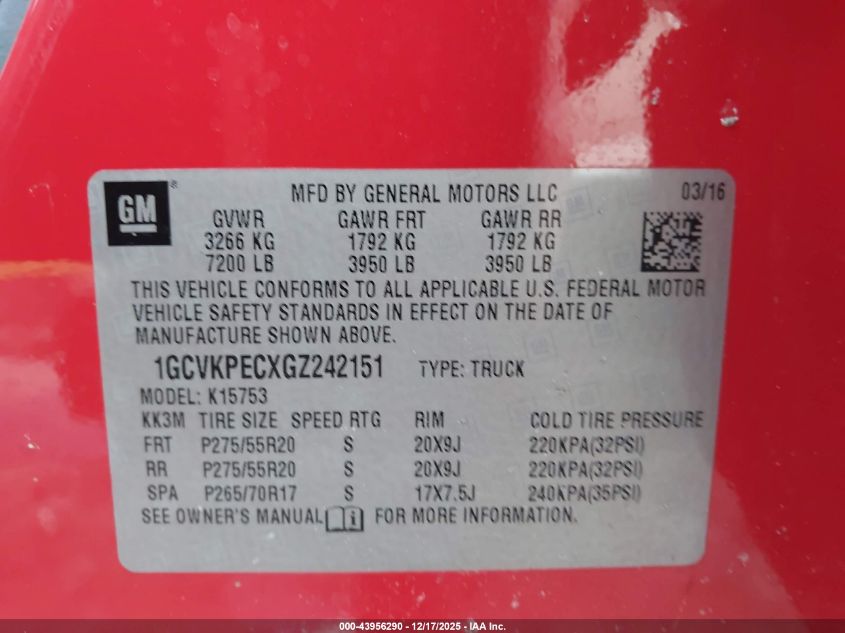 GM ®
MFD BY GENERAL MOTORS LLC 03/16
GVWR GAWR FRT GAWR RR
3266 KG 1792 KG 1792 KG
7200 LB 3950 LB 3950 LB
THIS VEHICLE CONFORMS TO ALL APPLICABLE U.S. FEDERAL MOTOR
VEHICLE SAFETY STANDARDS IN EFFECT ON THE DATE OF
MANUFACTURE SHOWN ABOVE.
1GCVKPECXGZ242151 TYPE: TRUCK
MODEL: K15753
KK3M TIRE SIZE SPEED RTG RIM COLD TIRE PRESSURE
FRT P275/55R20 S 20X9J 220KPA(32PSI)
RR P275/55R20 S 20X9J 220KPA(32PSI)
SPA P265/70R17 S 17X7.5J 240KPA(35PSI)
SEE OWNER'S MANUAL FOR MORE INFORMATION.
000-43956290 - 12/17/2025 - IAA Inc.